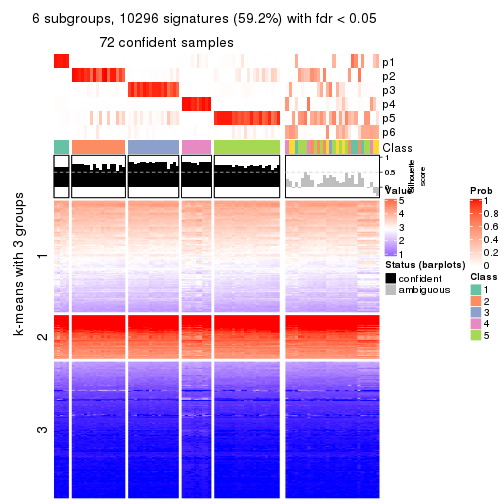 6 subgroups, 10296 signatures (59.2%) with fdr < 0.05
72 confident samples
p1
p2
p3
p4
p5
p6
Class
1
0.5
0
Silhouette
score
k-means with 3 groups
1
2
3
Value
5
4
3
2
1
Status (barplots)
confident
ambiguous
Prob
1
0.8
0.6
0.4
0.2
0
Class
1
2
3
4
5